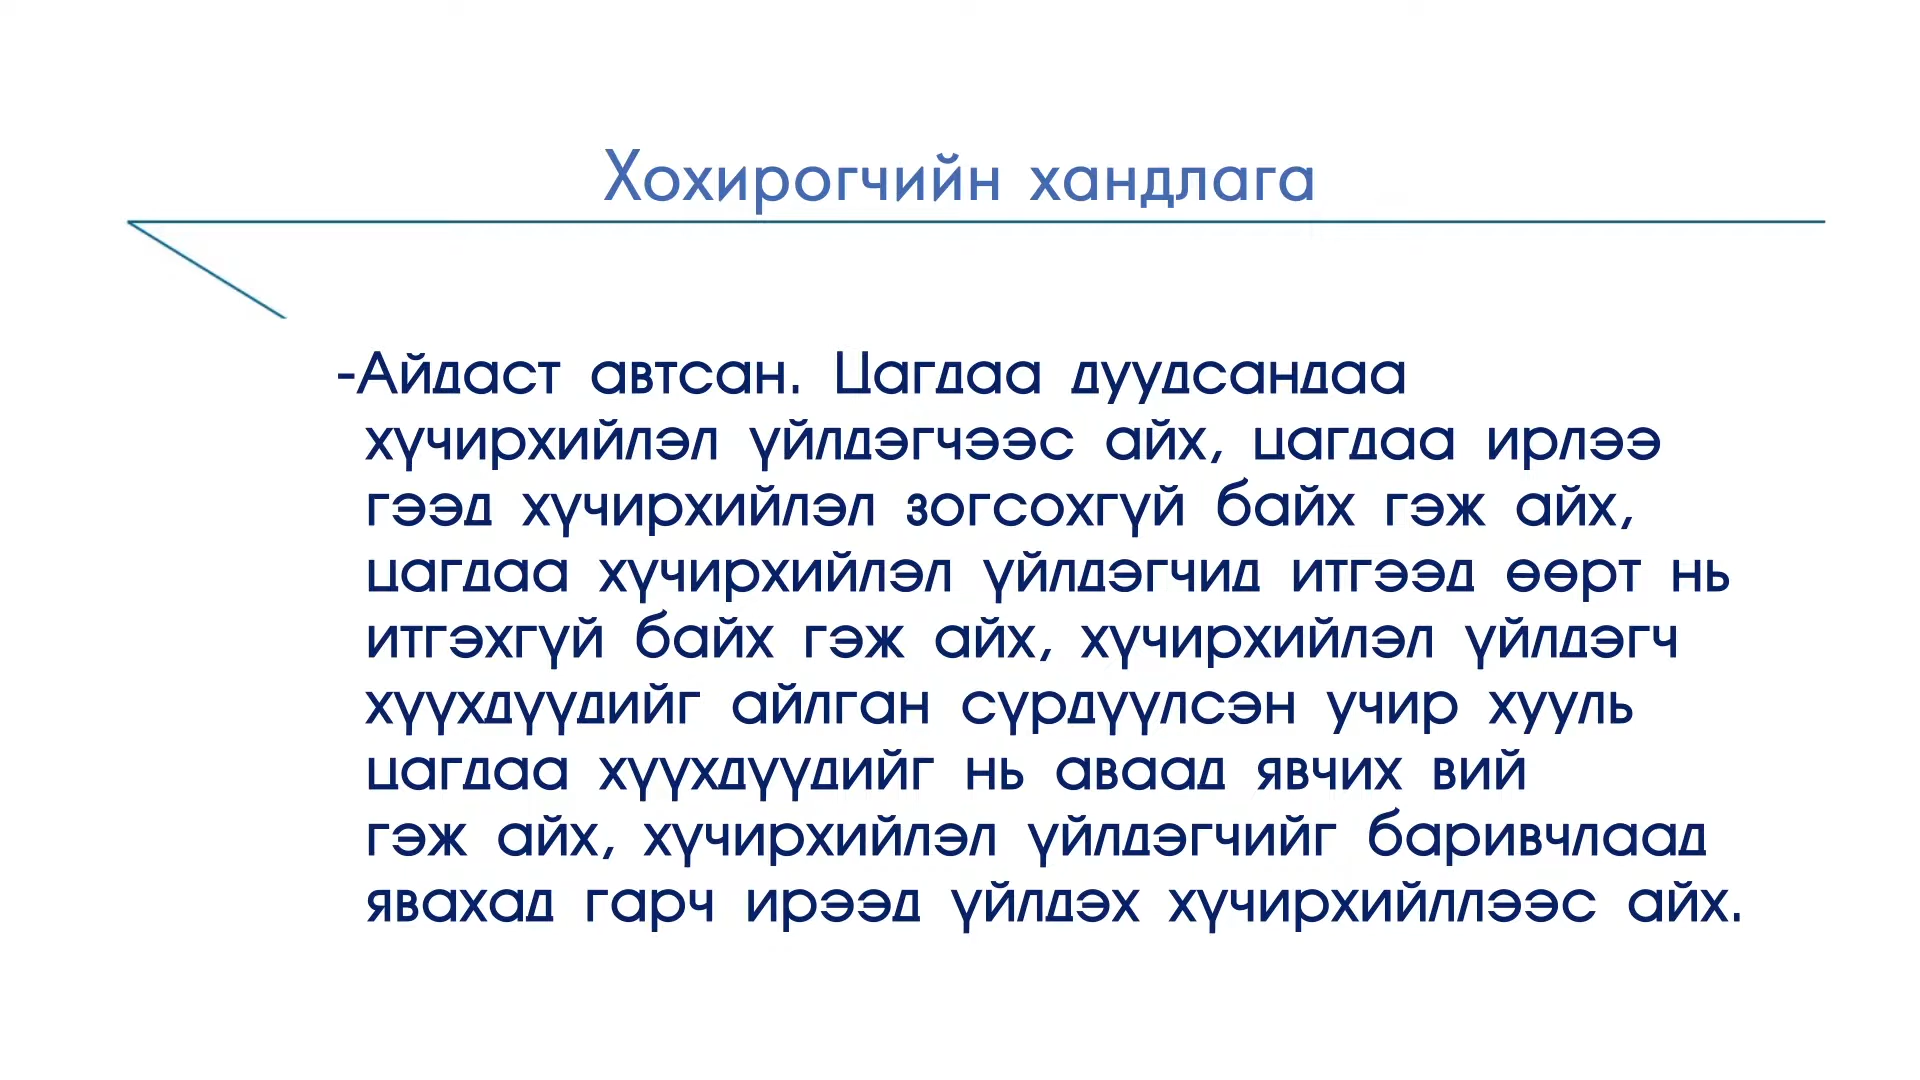 Хохирогчийн хандлага
-Айдаст автсан. Цагдаа дуудсандаа
хүчирхийлэл үйлдэгчээс айх, цагдаа ирлээ
гээд хүчирхийлэл зогсохгүй байх гэж айх,
цагдаа хүчирхийлэл үйлдэгчид итгээд өөрт нь
итгэхгүй байх гэж айх, хүчирхийлэл үйлдэгч
хүүхдүүдийг айлган сүрдүүлсэн учир хууль
цагдаа хүүхдүүдийг нь аваад явчих вий
гэж айх, хүчирхийлэл үйлдэгчийг баривчлаад
явахад гарч ирээд үйлдэх хүчирхийллээс айх.